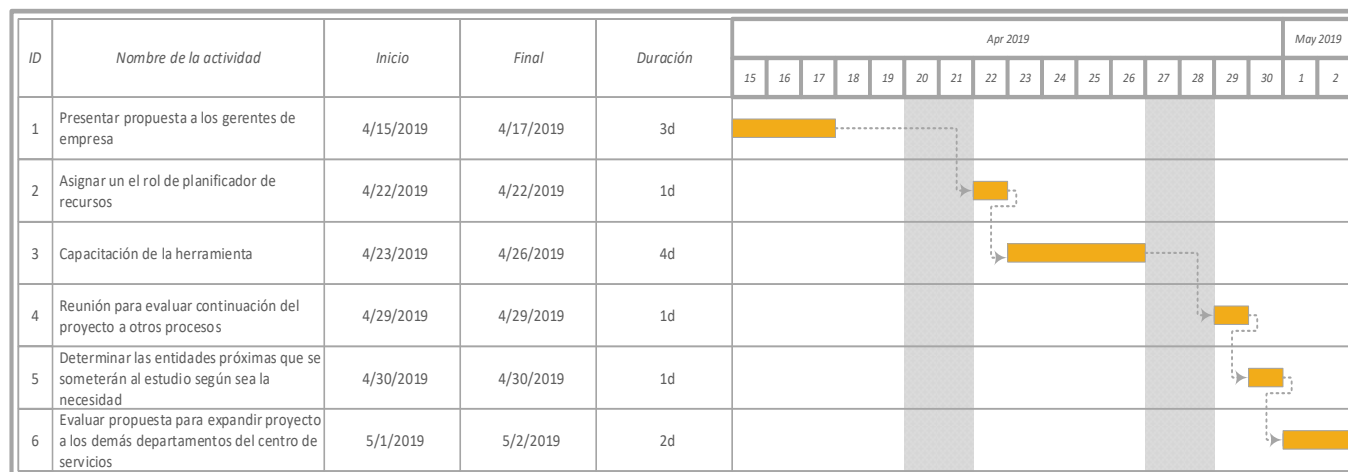 ID Nombre de la actividad Inicio Final Duración Apr 2019 May 2019
15 16 17 18 19 20 21 22 23 24 25 26 27 28 29 30 1 2
1 Presentar propuesta a los gerentes de
empresa 4/15/2019 4/17/2019 3d
2 Asignar un el rol de planificador de
recursos 4/22/2019 4/22/2019 1d
3 Capacitación de la herramienta 4/23/2019 4/26/2019 4d
4 Reunión para evaluar continuación del
proyecto a otros procesos 4/29/2019 4/29/2019 1d
5 Determinar las entidades próximas que se
someterán al estudio según sea la
necesidad 4/30/2019 4/30/2019 1d
6 Evaluar propuesta para expandir proyecto
a los demás departamentos del centro de
servicios 5/1/2019 5/2/2019 2d